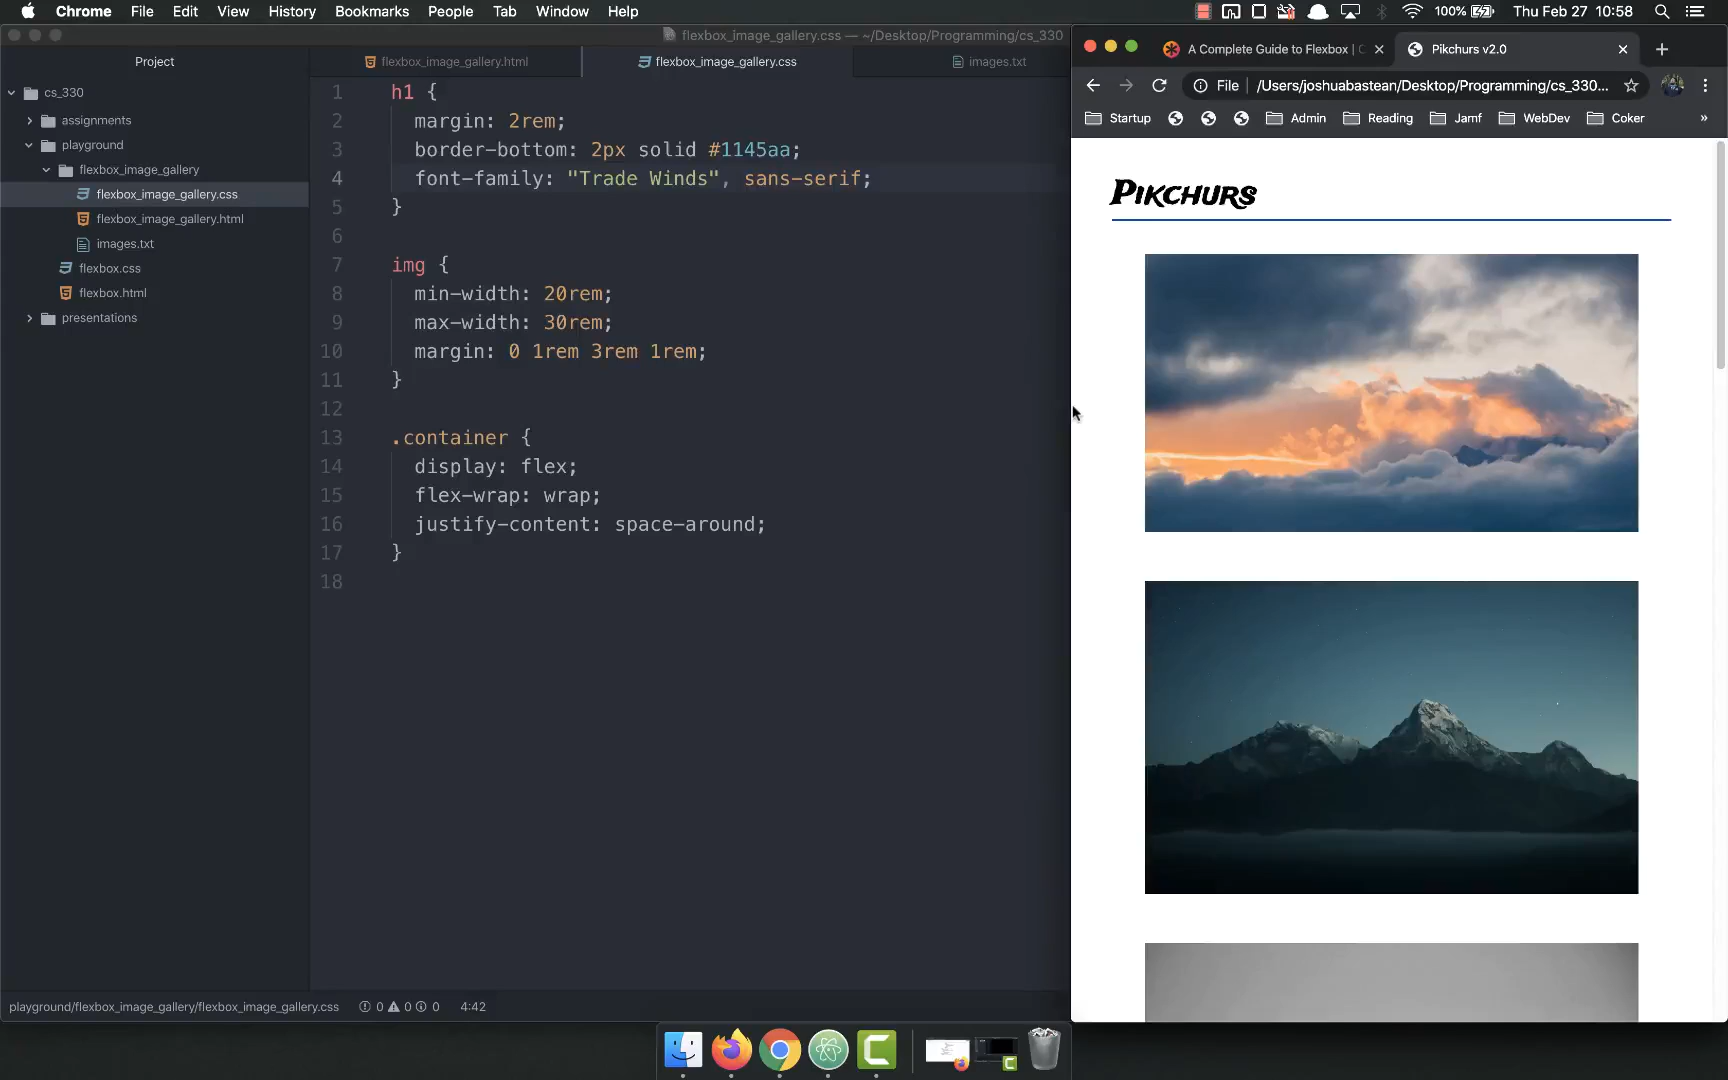 Chrome File Edit View History Bookmarks People Tab Window Help 100% Thu Feb 27 10:58
flexbox_image_gallery.css — ~/Desktop/Programming/cs_330
Project
flexbox_image_gallery.html flexbox_image_gallery.css images.txt
cs_330
assignments
playground
flexbox_image_gallery
flexbox_image_gallery.css
flexbox_image_gallery.html
images.txt
flexbox.css
flexbox.html
presentations
1 h1 {
2 margin: 2rem;
3 border-bottom: 2px solid #1145aa;
4 font-family: "Trade Winds", sans-serif;
5 }
6
7 img {
8 min-width: 20rem;
9 max-width: 30rem;
10 margin: 0 1rem 3rem 1rem;
11 }
12
13 .container {
14 display: flex;
15 flex-wrap: wrap;
16 justify-content: space-around;
17 }
18
playground/flexbox_image_gallery/flexbox_image_gallery.css 0 0 0 4:42
A Complete Guide to Flexbox | Pikchurs v2.0
File | /Users/joshuabastean/Desktop/Programming/cs_330...
Startup Admin Reading Jamf WebDev Coker »
Pikchurs